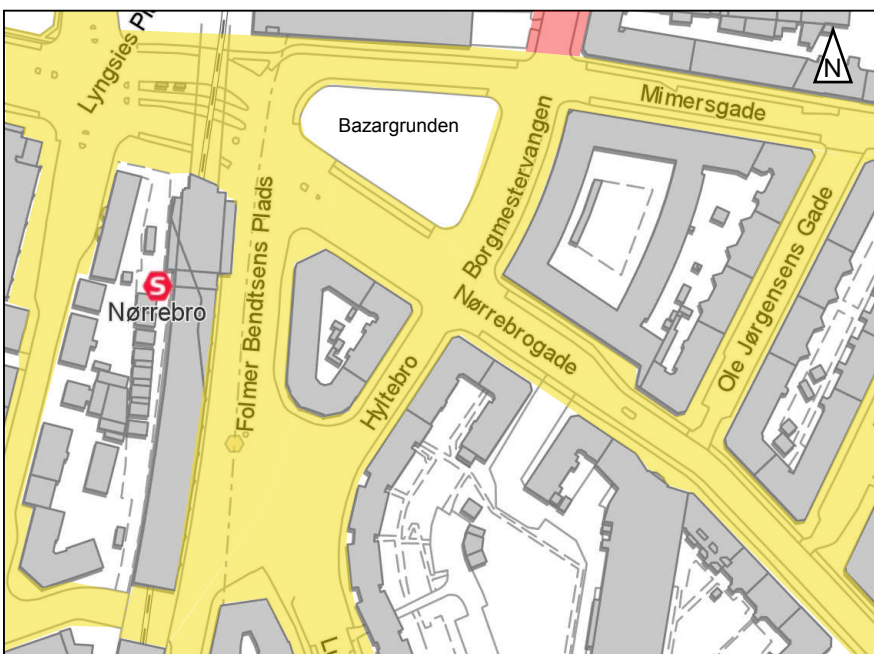 Lyngsies Pl
Mimersgade
N
Bazargrunden
Borgmestervangen
Folmer Bendtsens Plads
Ole Jørgensens Gade
S
Nørrebro
Nørrebrogade
Hyltebro